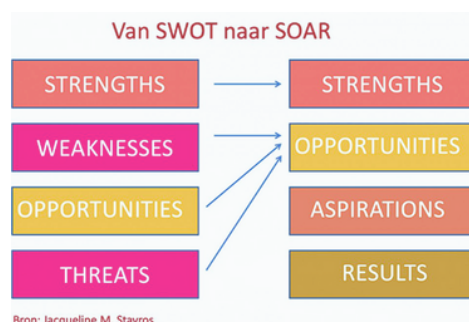 Van SWOT naar SOAR
STRENGTHS
STRENGTHS
WEAKNESSES
OPPORTUNITIES
OPPORTUNITIES
ASPIRATIONS
THREATS
RESULTS
Bron: Jacqueline M. Stavros